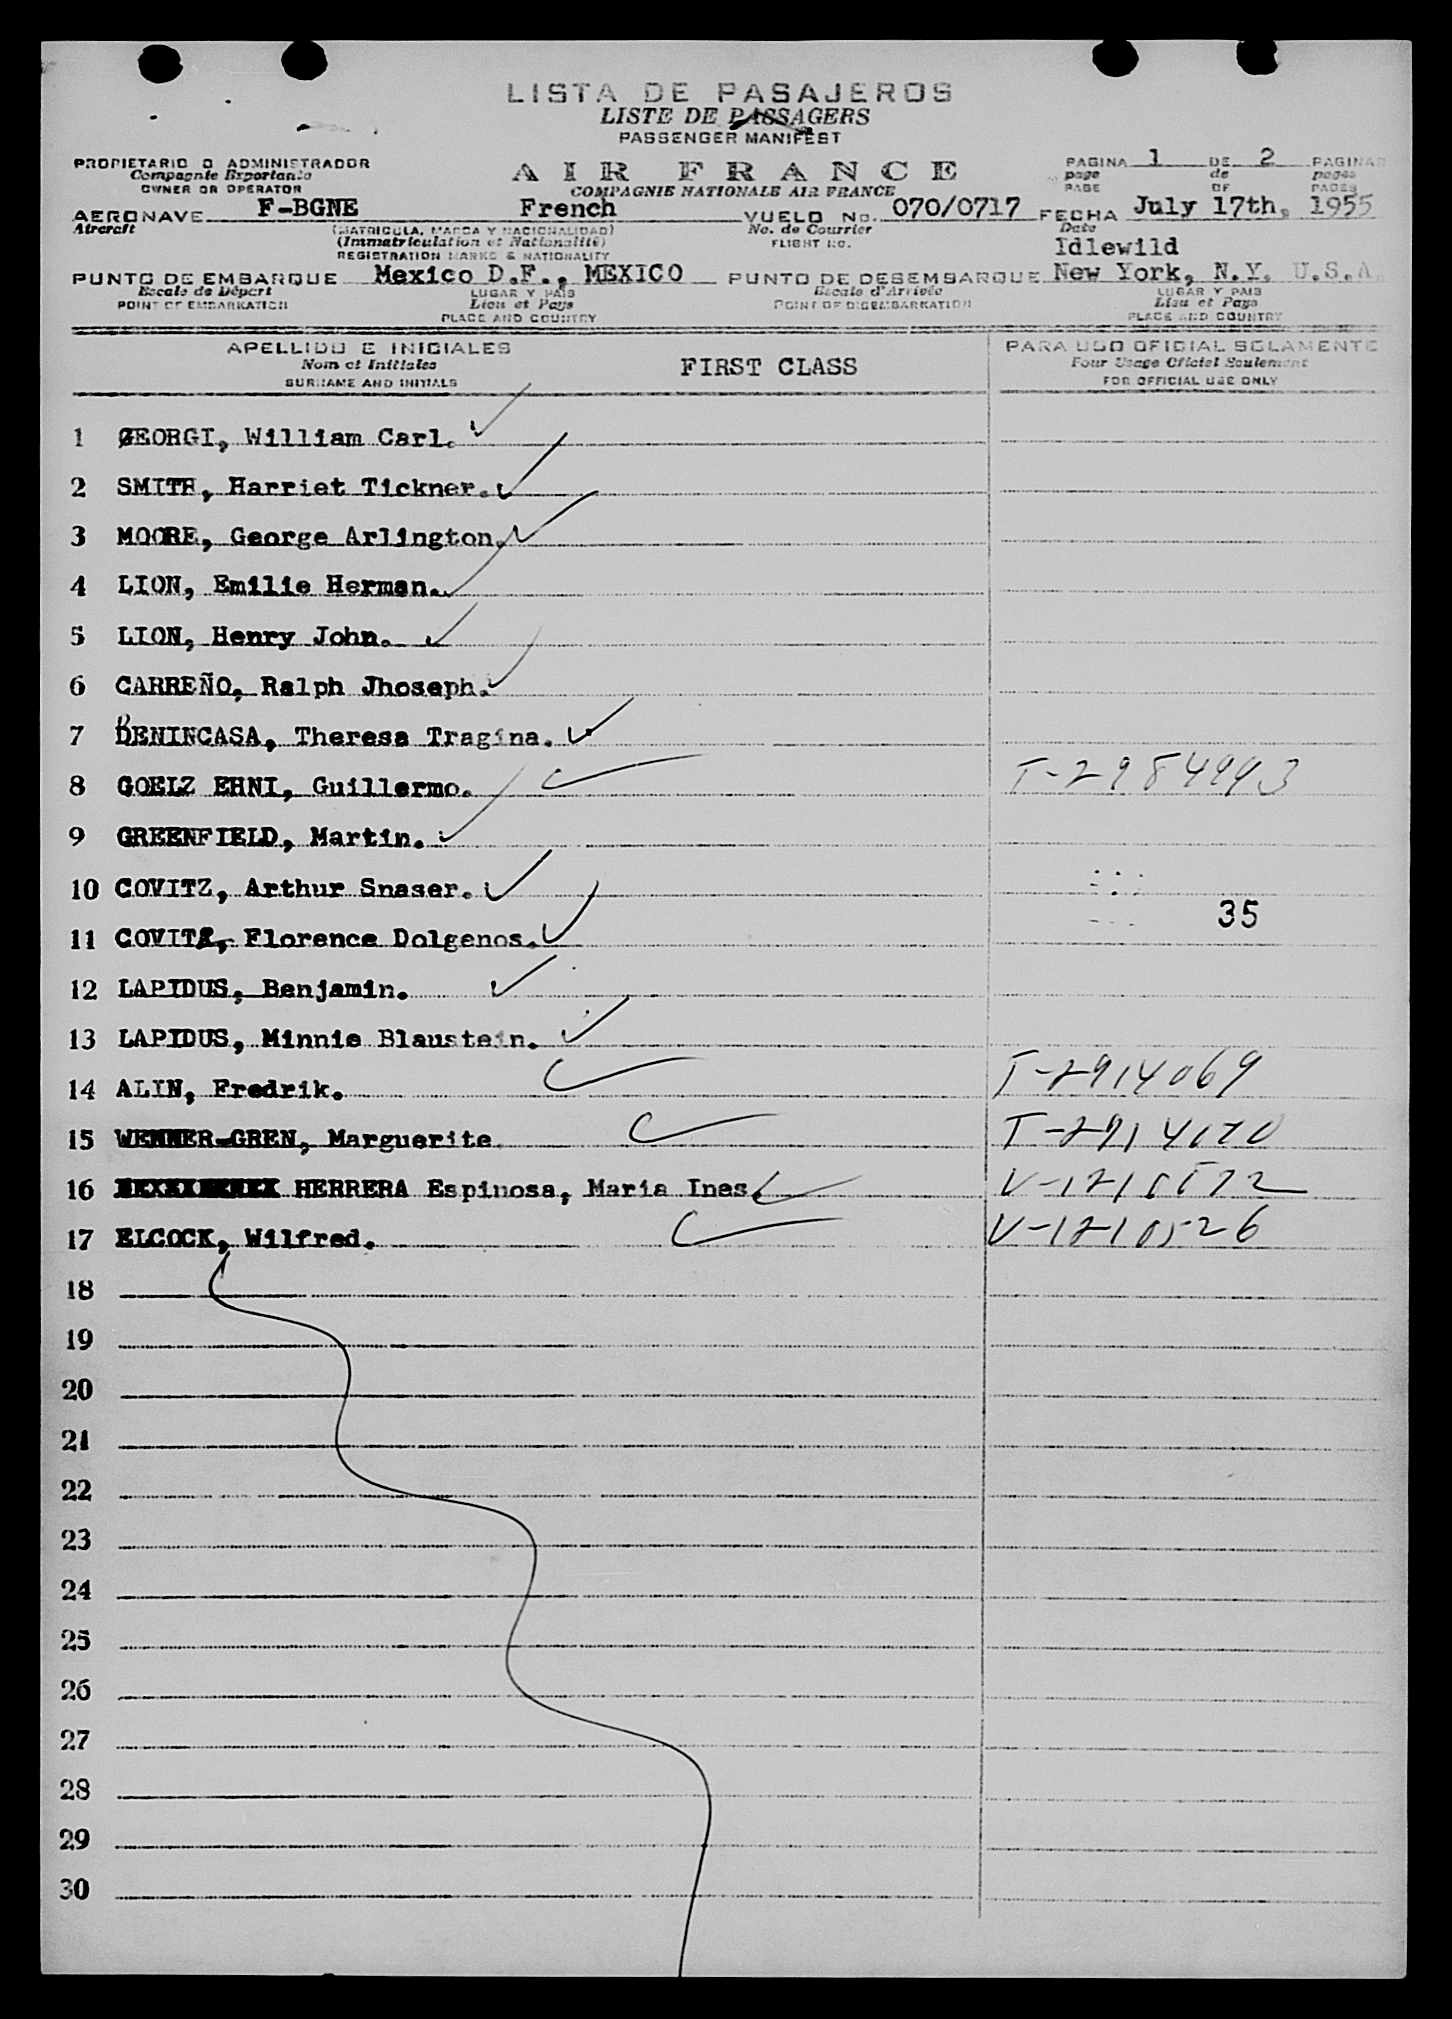 LISTA DE PASAJEROS
LISTE DE PASSAGERS
PASSENGER MANIFEST
PROPIETARIO O ADMINISTRADOR
Compagnie Exportante
OWNER OR OPERATOR
AIR FRANCE
COMPAGNIE NATIONALE AIR FRANCE
PAGINA 1 DE 2 PAGINAS
page de pages
PAGE OF PAGES
AERONAVE F-BGNE French VUELO No. 070/0717 FECHA July 17th, 1955
Aircraft (MATRICULA, MARCA Y NACIONALIDAD) No. de Courrier Date
(Immatriculation et Nationalité) FLIGHT NO.
REGISTRATION MARKS & NATIONALITY
Idlewild
PUNTO DE EMBARQUE Mexico D.F., MEXICO PUNTO DE DESEMBARQUE New York, N.Y. U.S.A.
Escale de Départ LUGAR Y PAIS Escale d'Arrivée LUGAR Y PAIS
POINT OF EMBARKATION Lieu et Pays POINT OF DISEMBARKATION Lieu et Pays
PLACE AND COUNTRY PLACE AND COUNTRY
APELLIDO E INICIALES FIRST CLASS PARA USO OFICIAL SOLAMENTE
Nom et Initiales Pour Usage Officiel Seulement
SURNAME AND INITIALS FOR OFFICIAL USE ONLY
1 GEORGI, William Carl.
2 SMITH, Harriet Tickner.
3 MOORE, George Arlington.
4 LION, Emilie Herman.
5 LION, Henry John.
6 CARREÑO, Ralph Jhoseph.
7 BENINCASA, Theresa Tragina.
8 GOELZ EHNI, Guillermo. T-2984993
9 GREENFIELD, Martin.
10 COVITZ, Arthur Snaser.
35
11 COVITZ, Florence Dolgenos.
12 LAPIDUS, Benjamin.
13 LAPIDUS, Minnie Blaustein.
14 ALIN, Fredrik. T-2914069
15 WENNER-GREN, Marguerite T-2914070
16 HERRERA Espinosa, Maria Ines.
17 ELCOCK, Wilfred. V-1210526
18
19
20
21
22
23
24
25
26
27
28
29
30